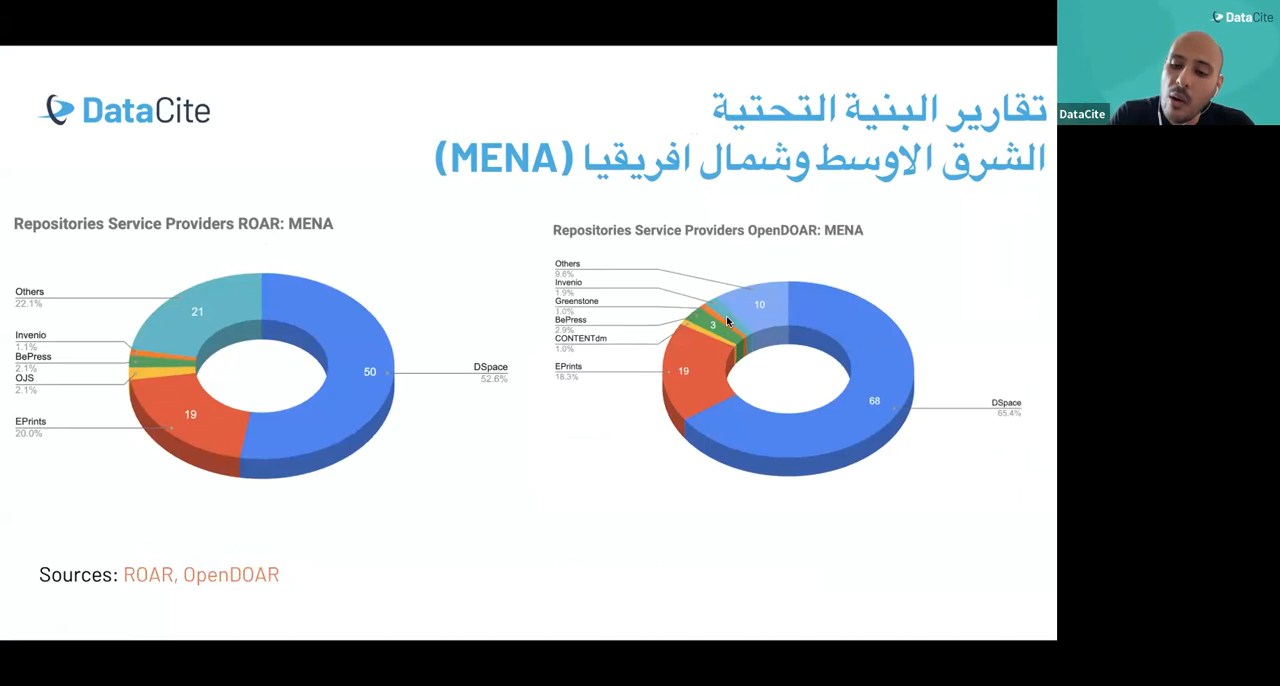 DataCite
DataCite
DataCite
تقارير البنية التحتية
الشرق الاوسط وشمال افريقيا (MENA)
Repositories Service Providers ROAR: MENA
Others
22.1%
Invenio
1.1%
BePress
2.1%
OJS
2.1%
EPrints
20.0%
21
19
50
DSpace
52.6%
Repositories Service Providers OpenDOAR: MENA
Others
9.6%
Invenio
1.9%
Greenstone
1.0%
BePress
2.9%
CONTENTdm
1.0%
EPrints
18.3%
10
3
19
68
DSpace
65.4%
Sources: ROAR, OpenDOAR